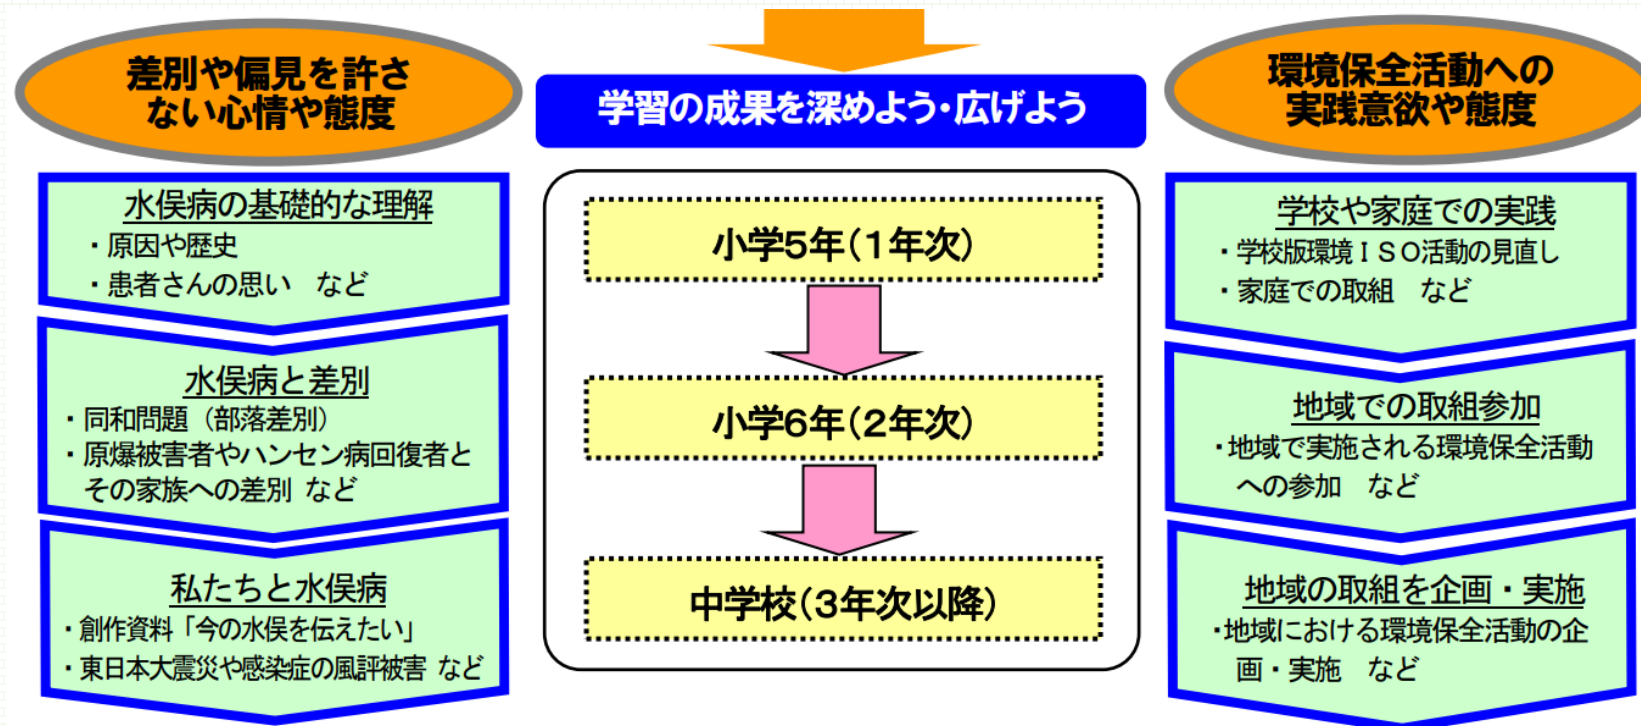 差別や偏見を許さ
ない心情や態度
水俣病の基礎的な理解
・原因や歴史
・患者さんの思い　など
水俣病と差別
・同和問題（部落差別）
・原爆被害者やハンセン病回復者と
その家族への差別 など
私たちと水俣病
・創作資料「今の水俣を伝えたい」
・東日本大震災や感染症の風評被害 など
学習の成果を深めよう・広げよう
小学５年（１年次）
小学６年（２年次）
中学校（３年次以降）
環境保全活動への
実践意欲や態度
学校や家庭での実践
・学校版環境ＩＳＯ活動の見直し
・家庭での取組　など
地域での取組参加
・地域で実施される環境保全活動
への参加　など
地域の取組を企画・実施
・地域における環境保全活動の企
画・実施　など